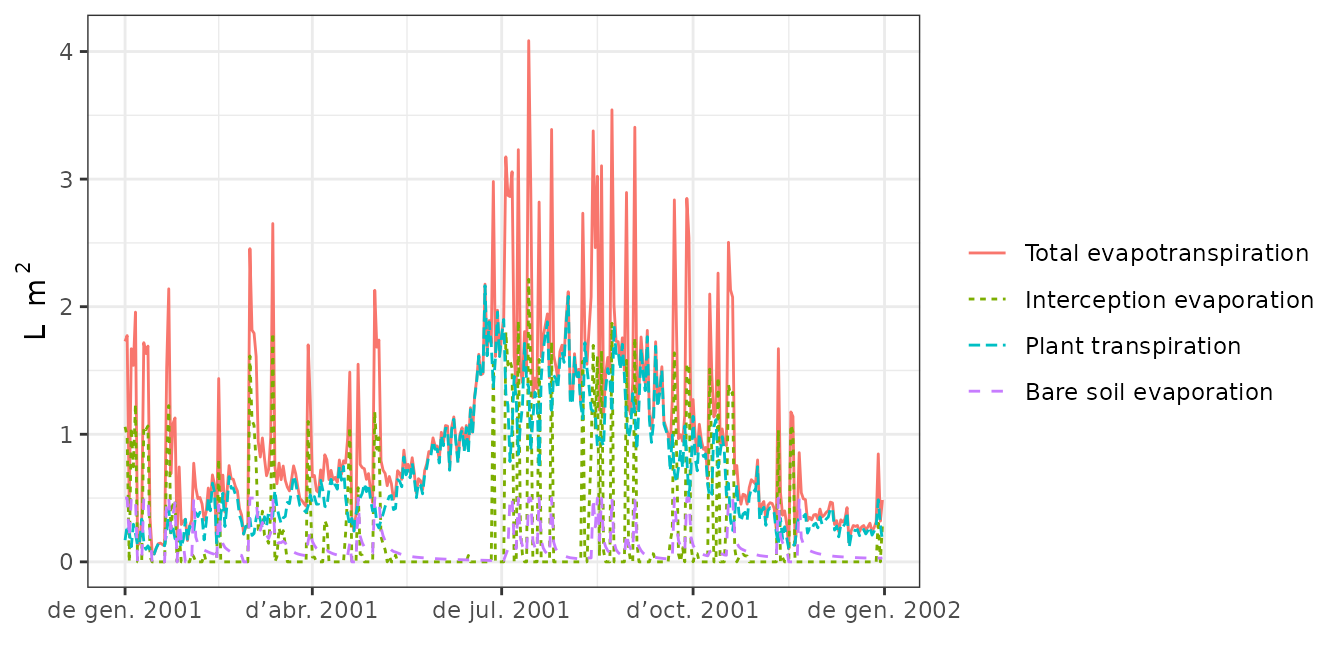 L m 2
4
3
2
1
0
de gen. 2001 d’abr. 2001 de jul. 2001 d’oct. 2001 de gen. 2002
Total evapotranspiration
Interception evaporation
Plant transpiration
Bare soil evaporation